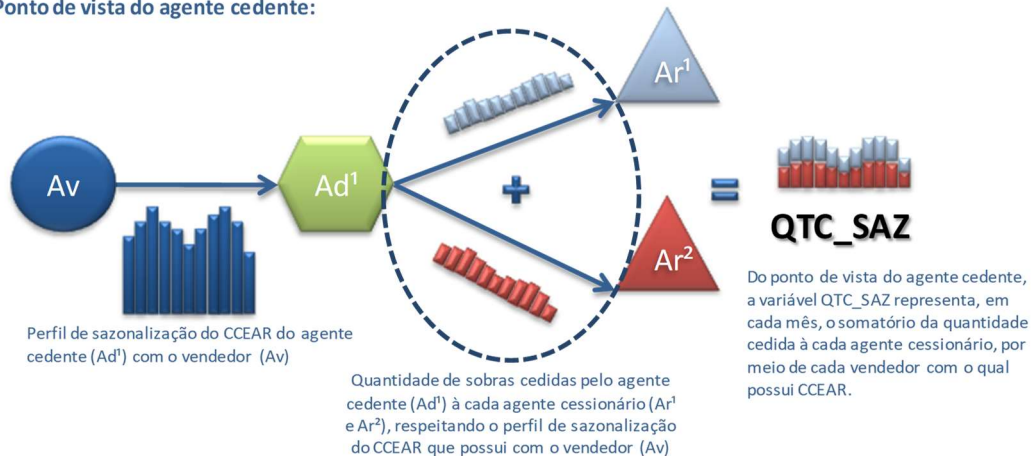 Ponto de vista do agente cedente:
Ar¹
Av
Ad¹
+
=
QTC_SAZ
Ar²
Perfil de sazonalização do CCEAR do agente
cedente (Ad¹) com o vendedor (Av)
Quantidade de sobras cedidas pelo agente
cedente (Ad¹) à cada agente cessionário (Ar¹
e Ar²), respeitando o perfil de sazonalização
do CCEAR que possui com o vendedor (Av)
Do ponto de vista do agente cedente,
a variável QTC_SAZ representa, em
cada mês, o somatório da quantidade
cedida à cada agente cessionário, por
meio de cada vendedor com o qual
possui CCEAR.